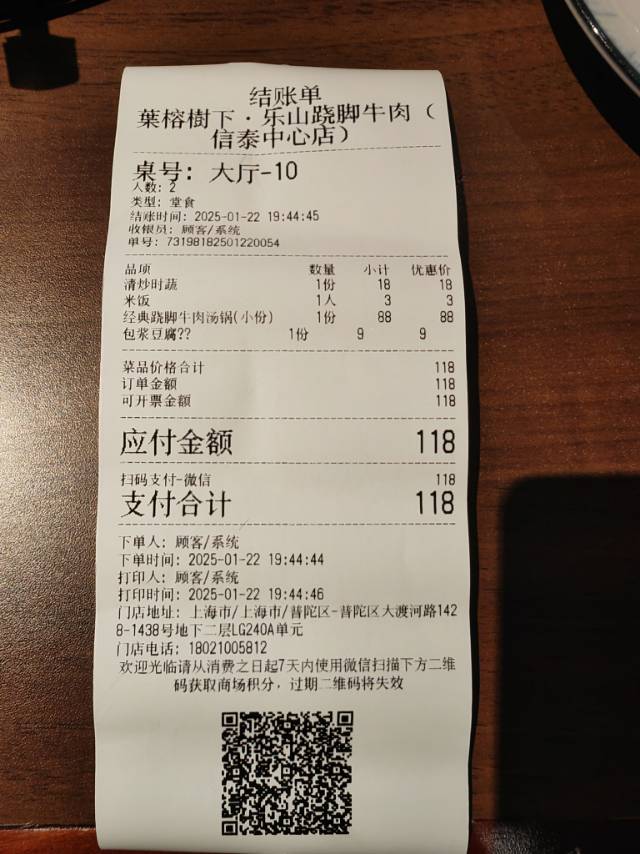 结账单
葉榕樹下·乐山跷脚牛肉（
信泰中心店）
桌号: 大厅-10
人数: 2
类型: 堂食
结账时间: 2025-01-22 19:44:45
收银员: 顾客/系统
单号: 73198182501220054
品项 数量 小计 优惠价
清炒时蔬 1份 18 18
米饭 1人 3 3
经典跷脚牛肉汤锅(小份) 1份 88 88
包浆豆腐?? 1份 9 9
菜品价格合计 118
订单金额 118
可开票金额 118
应付金额 118
扫码支付-微信 118
支付合计 118
下单人: 顾客/系统
下单时间: 2025-01-22 19:44:44
打印人: 顾客/系统
打印时间: 2025-01-22 19:44:46
门店地址: 上海市/上海市/普陀区-普陀区大渡河路142
8-1438号地下二层LG240A单元
门店电话: 18021005812
欢迎光临请从消费之日起7天内使用微信扫描下方二维
码获取商场积分，过期二维码将失效